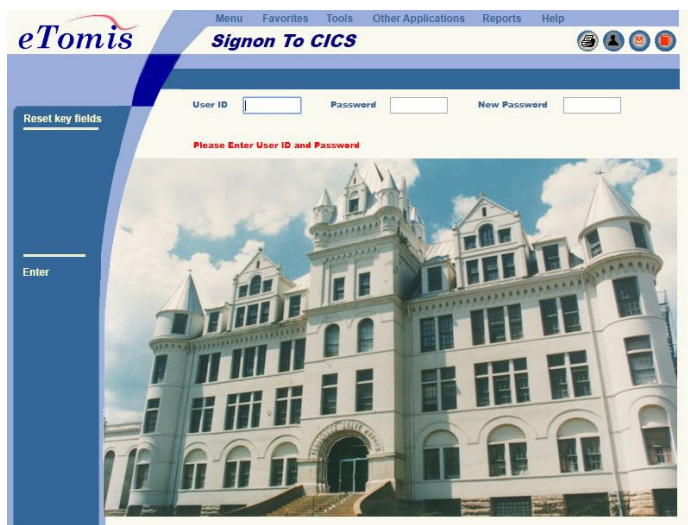 eTomis
Menu Favorites Tools Other Applications Reports Help
Signon To CICS
User ID Password New Password
Reset key fields
Please Enter User ID and Password
Enter